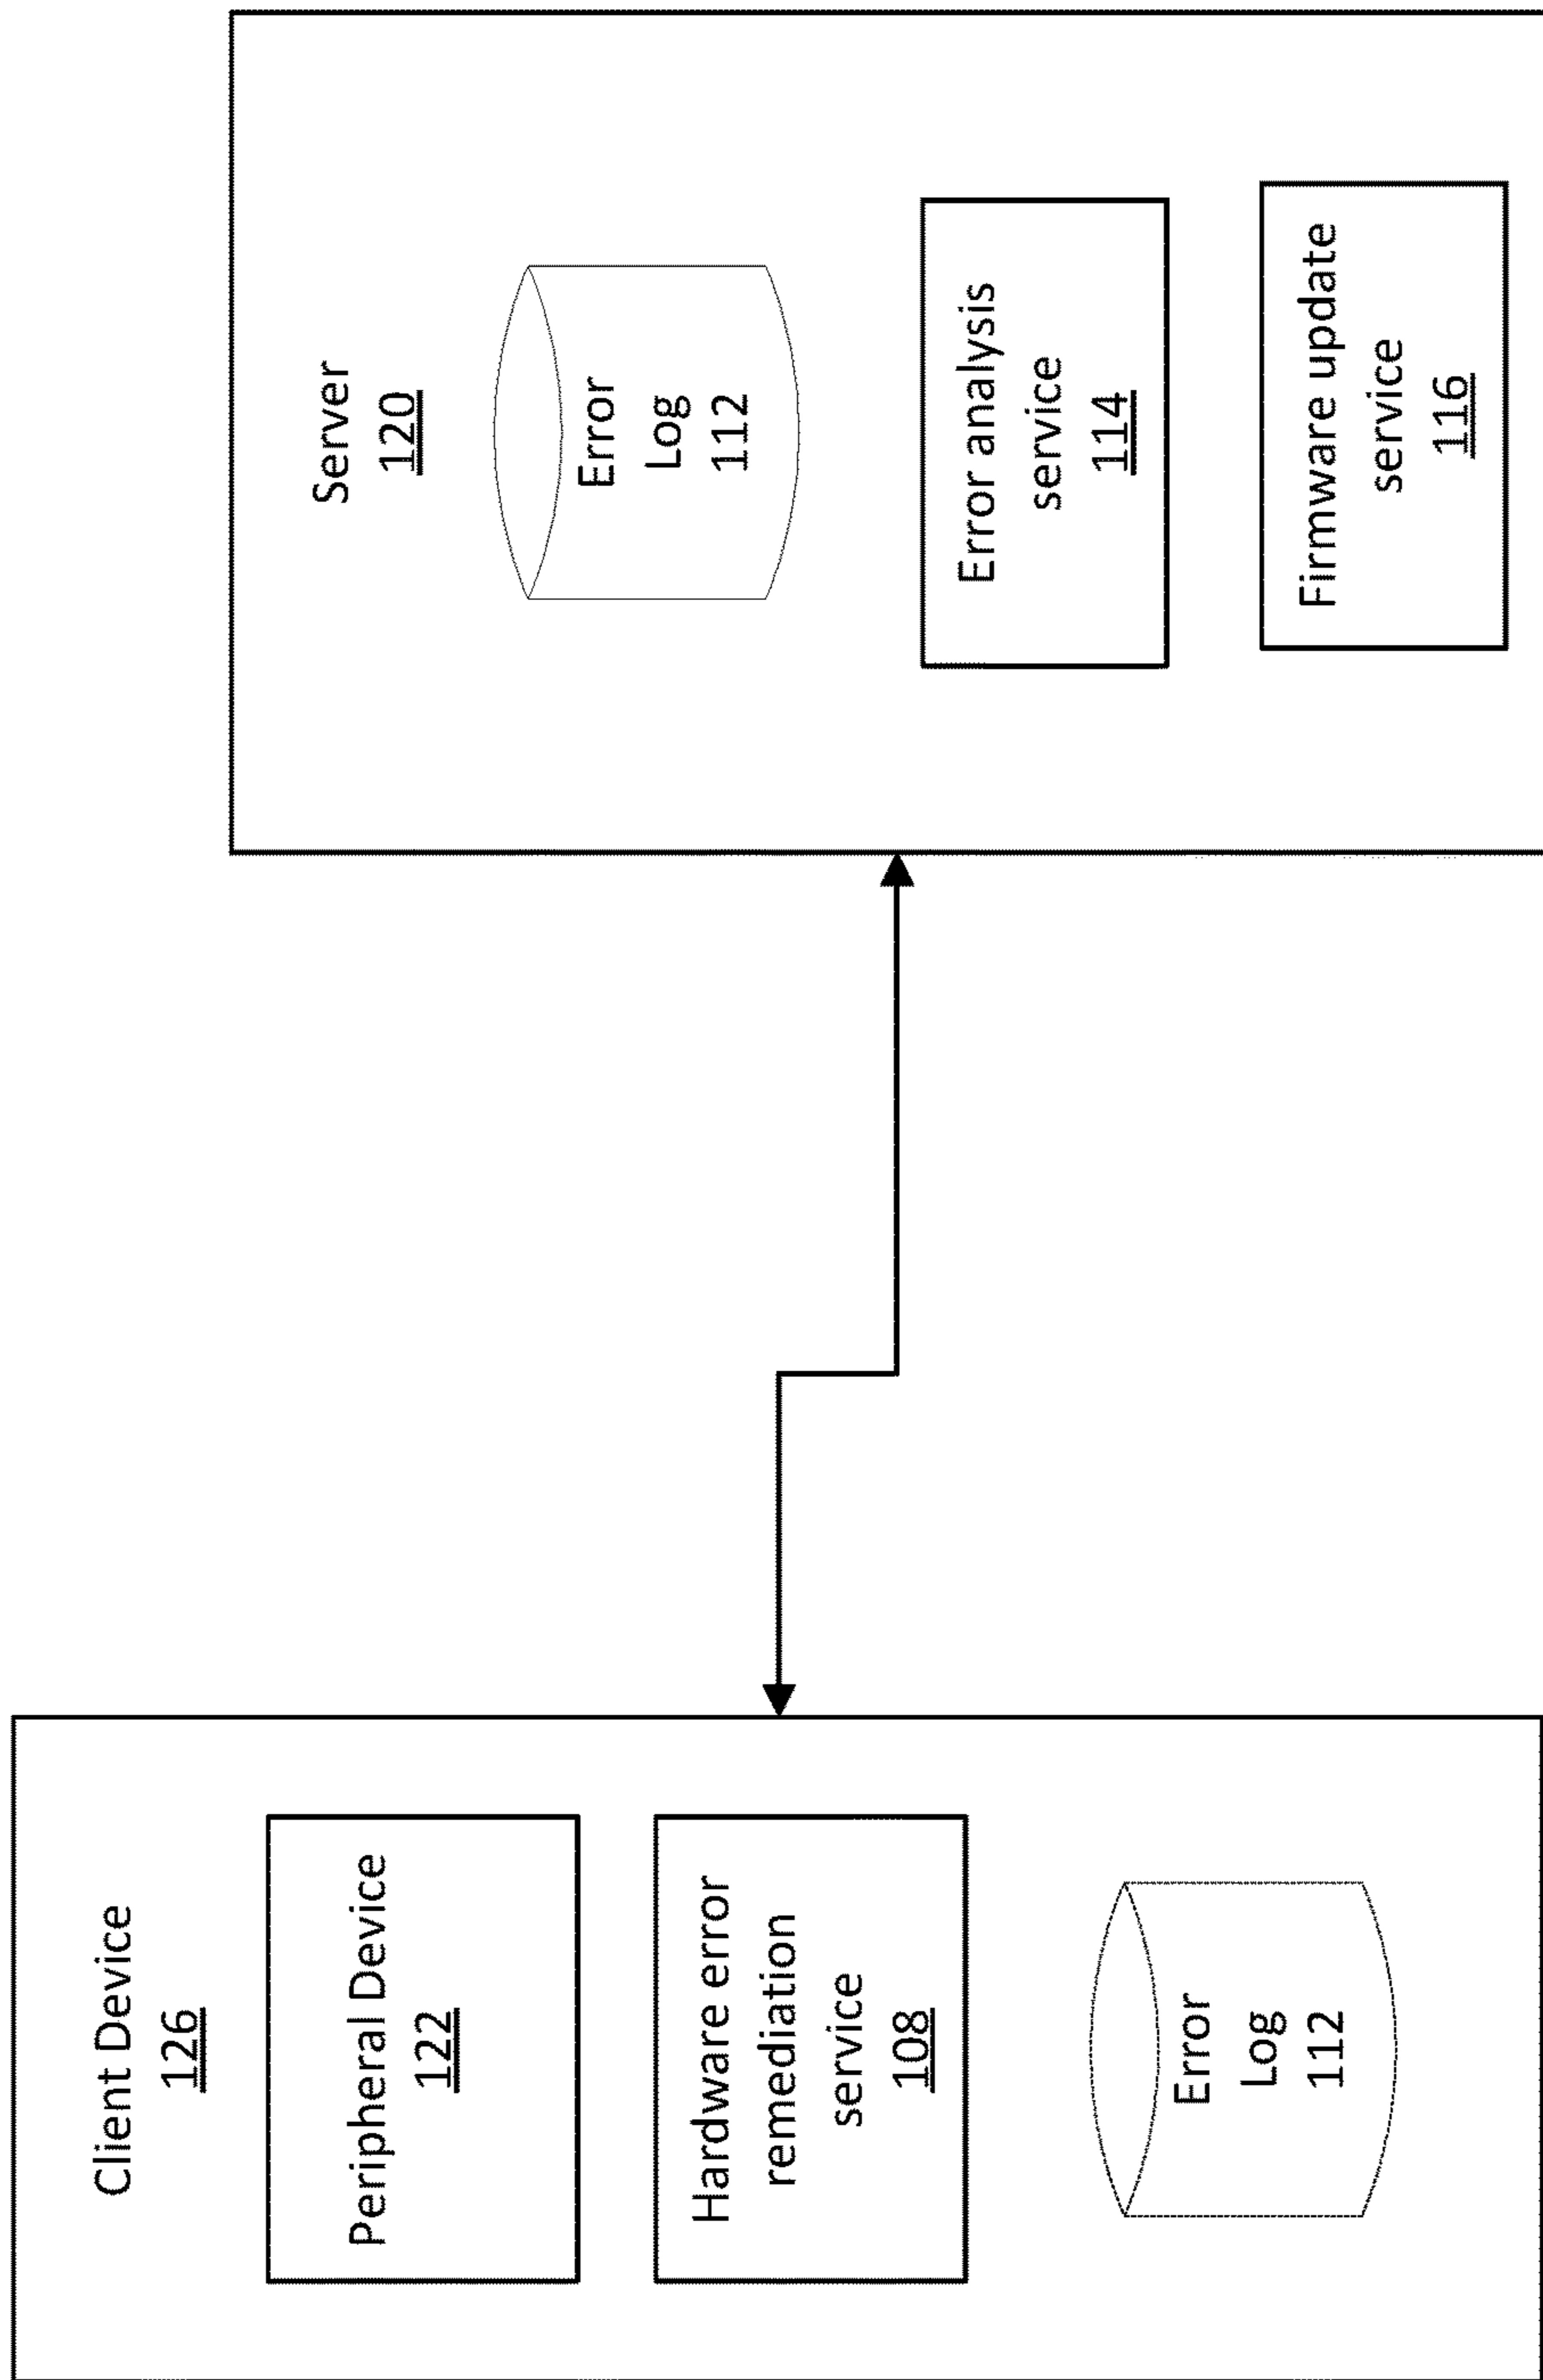 Client Device
126
Peripheral Device
122
Hardware error
remediation
service
108
Error
Log
112
Server
120
Error
Log
112
Error analysis
service
114
Firmware update
service
116